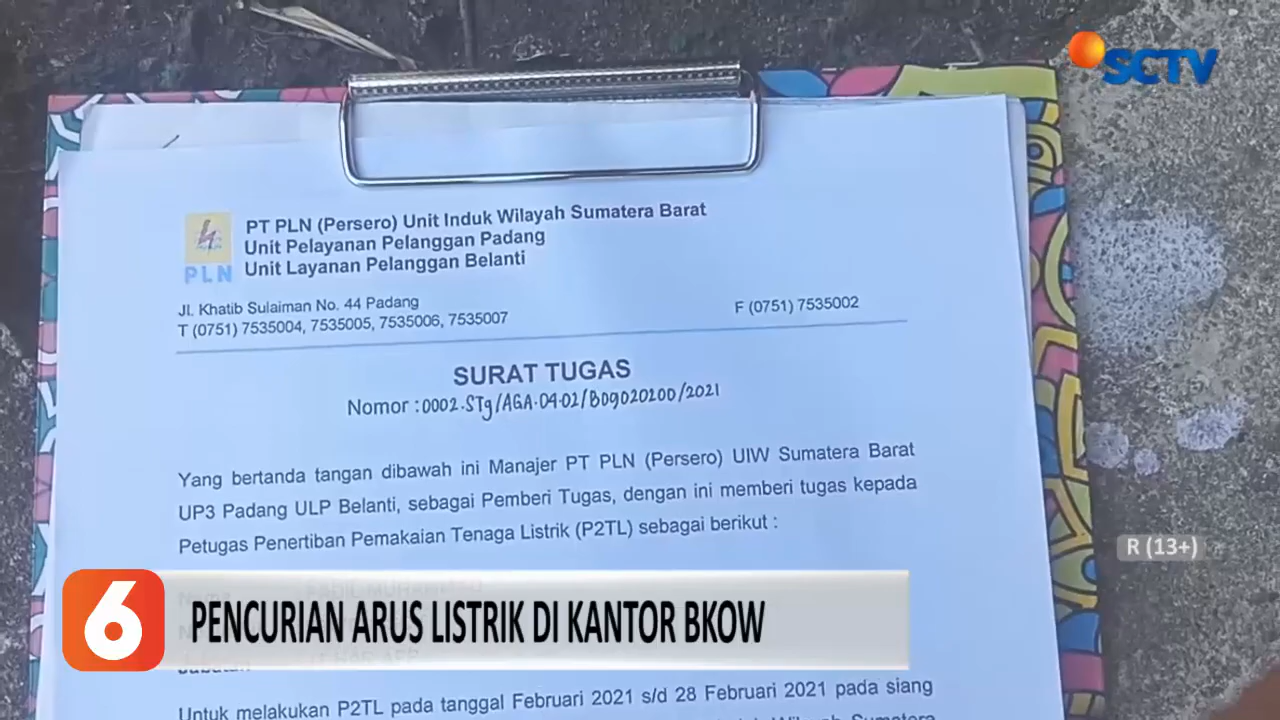 SCTV
PLN
PT PLN (Persero) Unit Induk Wilayah Sumatera Barat
Unit Pelayanan Pelanggan Padang
Unit Layanan Pelanggan Belanti
Jl. Khatib Sulaiman No. 44 Padang
T (0751) 7535004, 7535005, 7535006, 7535007
F (0751) 7535002
SURAT TUGAS
Nomor : 0002.STg/AGA.04.02/B09020200/2021
Yang bertanda tangan dibawah ini Manajer PT PLN (Persero) UIW Sumatera Barat
UP3 Padang ULP Belanti, sebagai Pemberi Tugas, dengan ini memberi tugas kepada
Petugas Penertiban Pemakaian Tenaga Listrik (P2TL) sebagai berikut :
R (13+)
6
PENCURIAN ARUS LISTRIK DI KANTOR BKOW
Jabatan
Untuk melakukan P2TL pada tanggal Februari 2021 s/d 28 Februari 2021 pada siang
Wilayah Sumatera